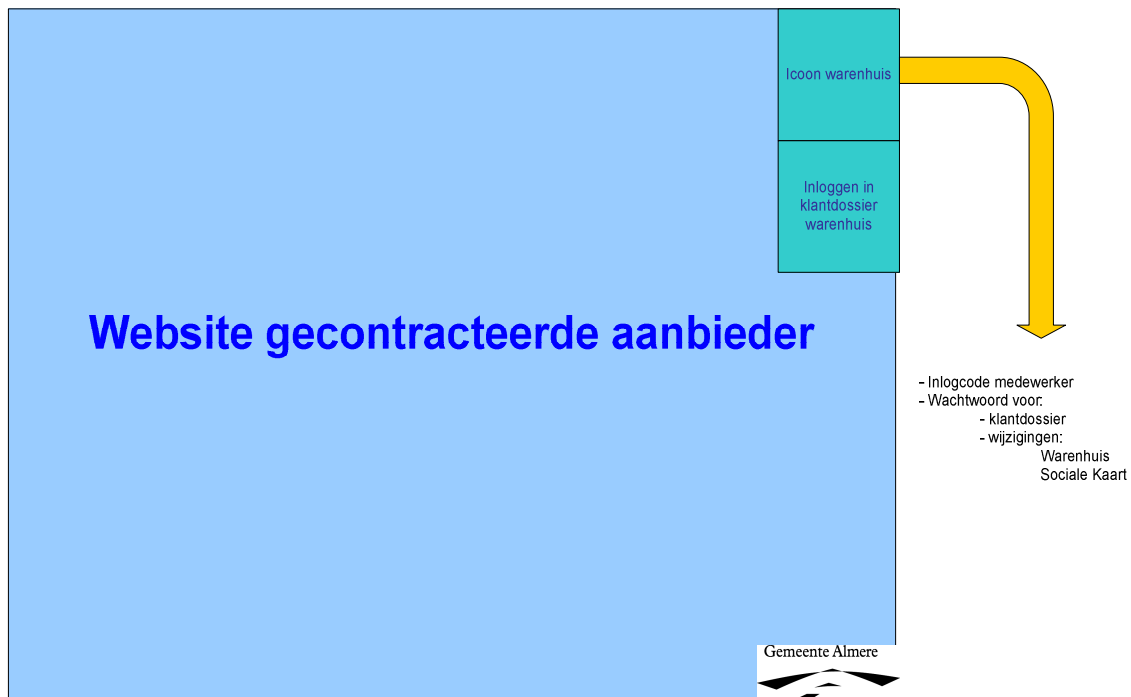 Icoon warenhuis
Inloggen in
klantdossier
warenhuis
Website gecontracteerde aanbieder
- Inlogcode medewerker
- Wachtwoord voor:
- klantdossier
- wijzigingen:
Warenhuis
Sociale Kaart
Gemeente Almere